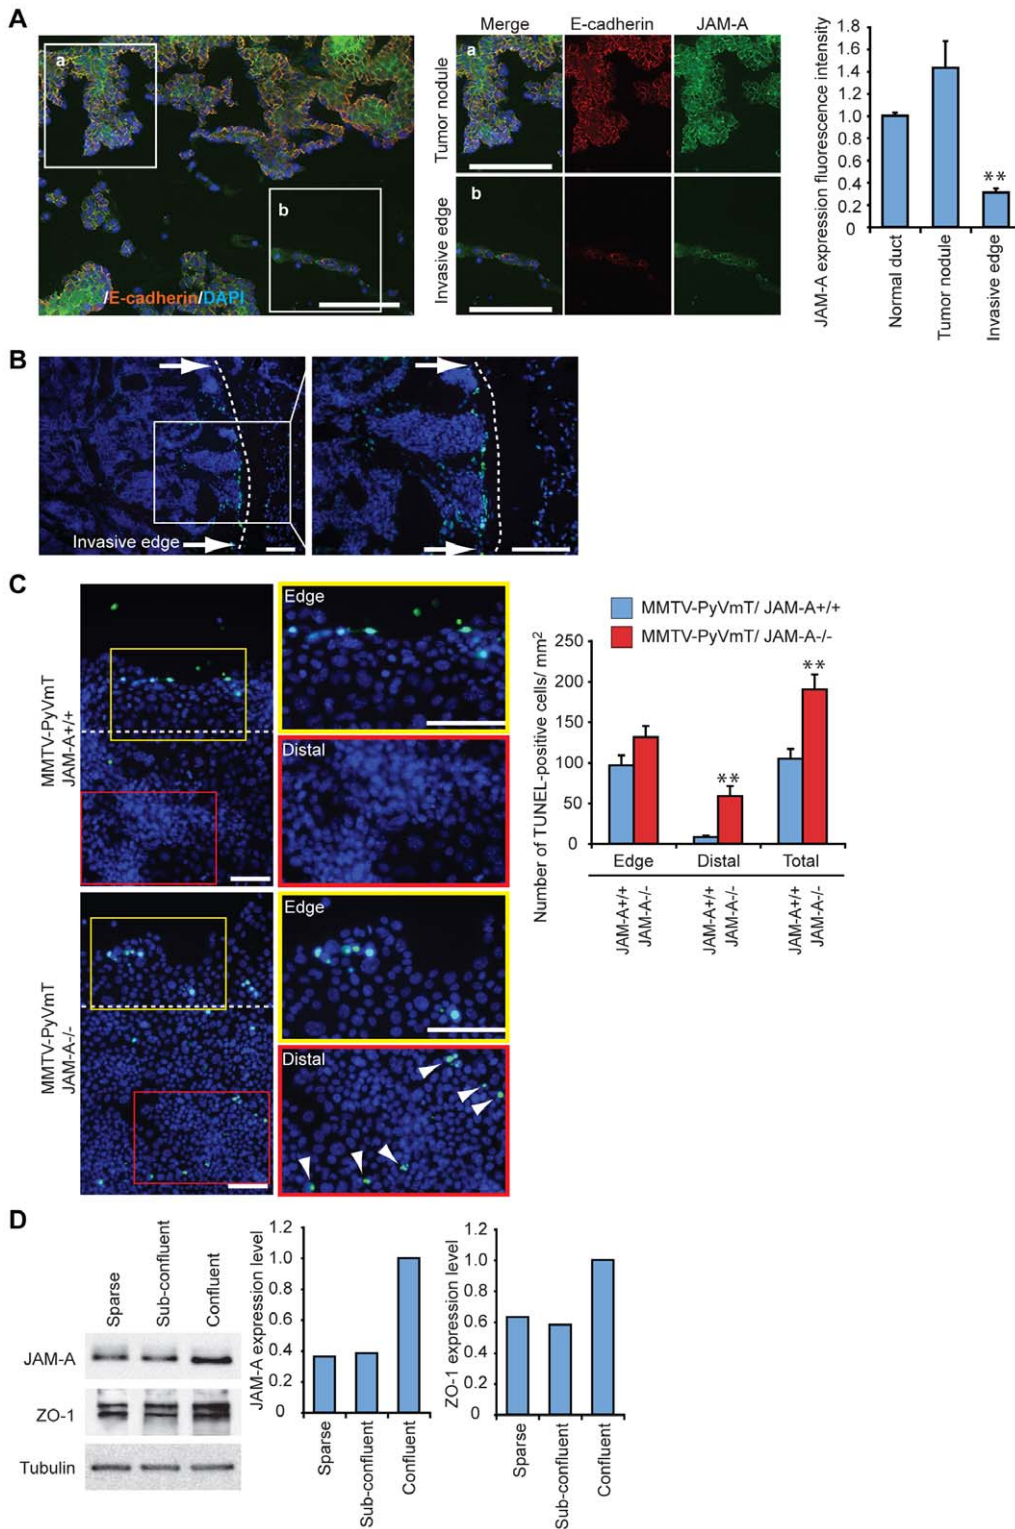 A
Merge E-cadherin JAM-A
a
b
/E-cadherin/DAPI
Tumor nodule
a
Invasive edge
b
JAM-A expression fluorescence intensity
1.8
1.6
1.4
1.2
1.0
0.8
0.6
0.4
0.2
0
**
Normal duct
Tumor nodule
Invasive edge
B
Invasive edge
C
MMTV-PyVmT
JAM-A+/+
Edge
Distal
MMTV-PyVmT
JAM-A-/-
Edge
Distal
MMTV-PyVmT/ JAM-A+/+
MMTV-PyVmT/ JAM-A-/-
Number of TUNEL-positive cells/ mm²
250
200
150
100
50
0
**
**
Edge Distal Total
JAM-A+/+
JAM-A-/-
JAM-A+/+
JAM-A-/-
JAM-A+/+
JAM-A-/-
D
Sparse
Sub-confluent
Confluent
JAM-A
ZO-1
Tubulin
JAM-A expression level
1.2
1.0
0.8
0.6
0.4
0.2
0
Sparse
Sub-confluent
Confluent
ZO-1 expression level
1.2
1.0
0.8
0.6
0.4
0.2
0
Sparse
Sub-confluent
Confluent